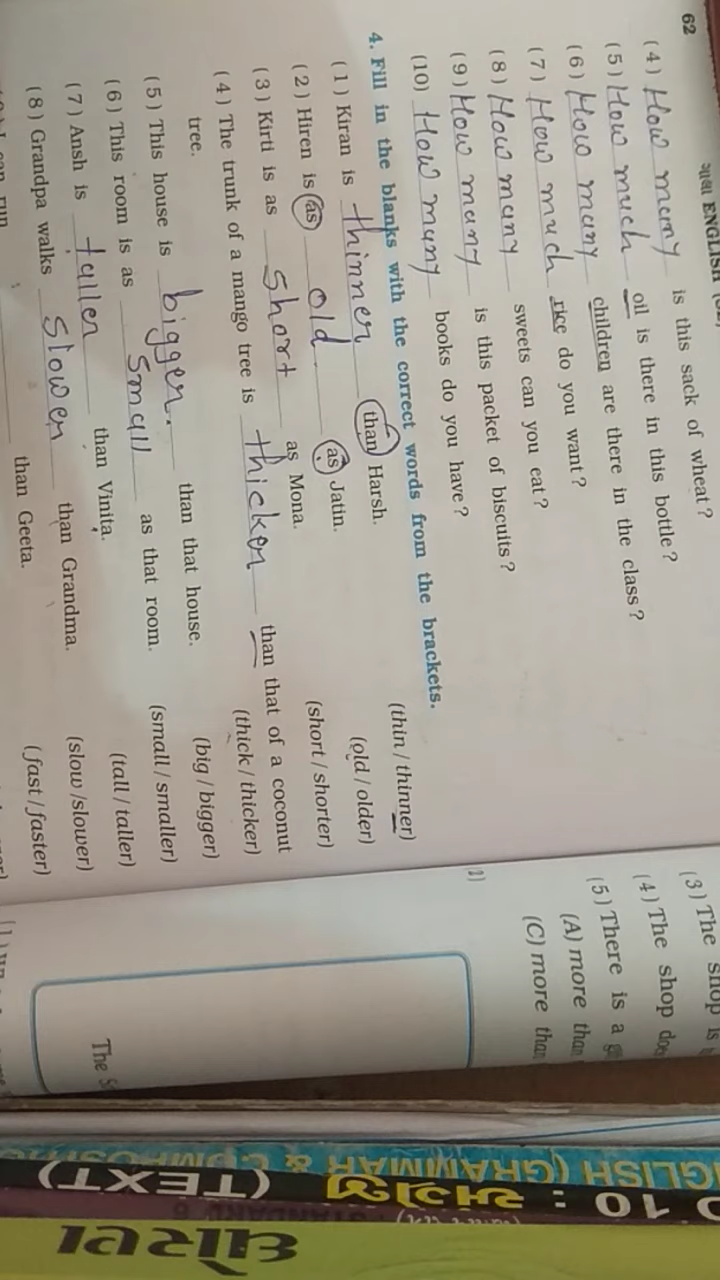 62
ENGLISH
(4) How many is this sack of wheat?
(5) How much oil is there in this bottle?
(6) How many children are there in the class?
(7) How much rice do you want?
(8) How many sweets can you eat?
(9) How many is this packet of biscuits?
(10) How many books do you have?
4. Fill in the blanks with the correct words from the brackets.
(1) Kiran is thinner than Harsh. (thin / thinner)
(2) Hiren is as old as Jatin. (old / older)
(3) Kirti is as short as Mona. (short / shorter)
(4) The trunk of a mango tree is thicker than that of a coconut
tree. (thick / thicker)
(5) This house is bigger. than that house. (big / bigger)
(6) This room is as small as that room. (small / smaller)
(7) Ansh is taller than Vinita. (tall / taller)
(8) Grandpa walks slower than Grandma. (slow / slower)
than Geeta. (fast / faster)
(3) The shop is
(4) The shop
(5) There is a
(A) more than
(C) more than
The
(GRAMMAR &
10 : અંગ્રેજી (TEXT)
ધોરણ